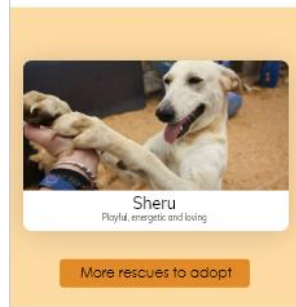 Sheru
Playful, energetic and loving
More rescues to adopt